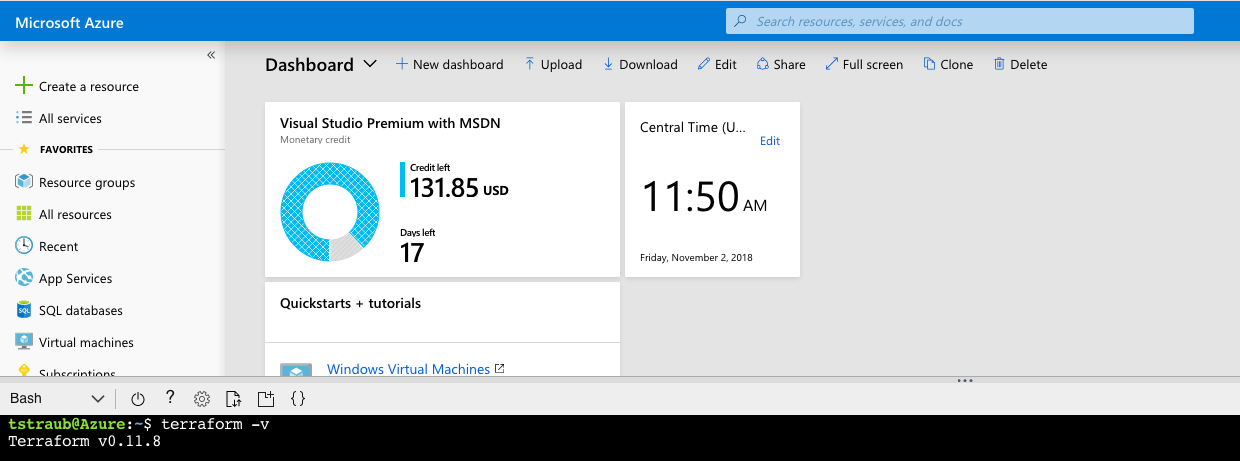 Microsoft Azure
Search resources, services, and docs
«
Create a resource
All services
FAVORITES
Resource groups
All resources
Recent
App Services
SQL databases
Virtual machines
Subscriptions
Dashboard
New dashboard
Upload
Download
Edit
Share
Full screen
Clone
Delete
Visual Studio Premium with MSDN
Monetary credit
Credit left
131.85 USD
Days left
17
Central Time (U...
Edit
11:50 AM
Friday, November 2, 2018
Quickstarts + tutorials
Windows Virtual Machines
Bash
?
{}
tstraub@Azure:~$ terraform -v
Terraform v0.11.8